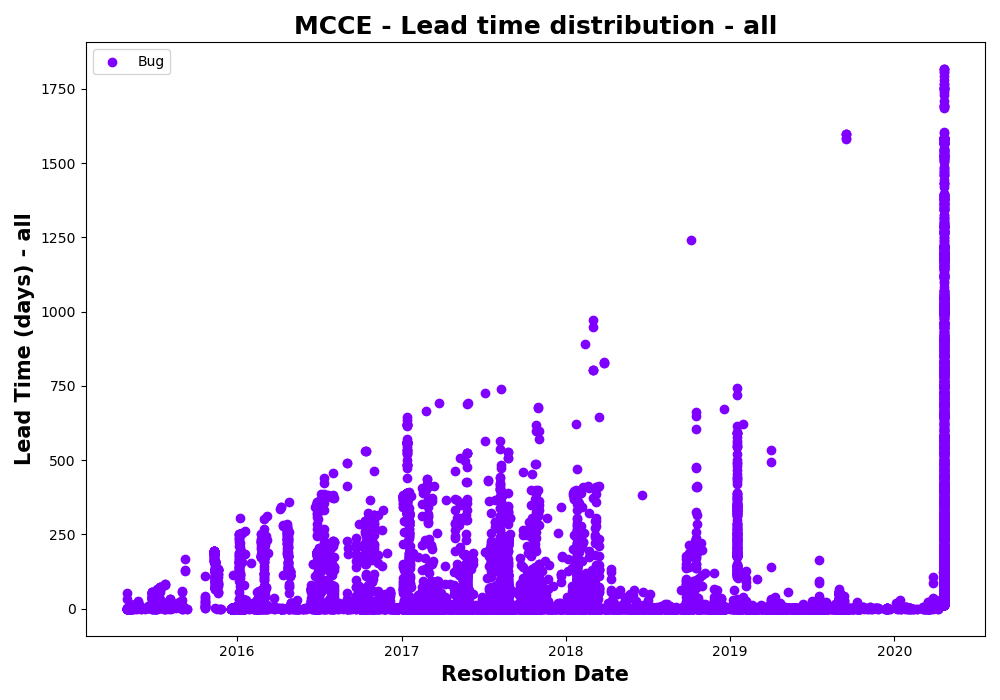 MCCE - Lead time distribution - all
Bug
Lead Time (days) - all
1750
1500
1250
1000
750
500
250
0
2016 2017 2018 2019 2020
Resolution Date